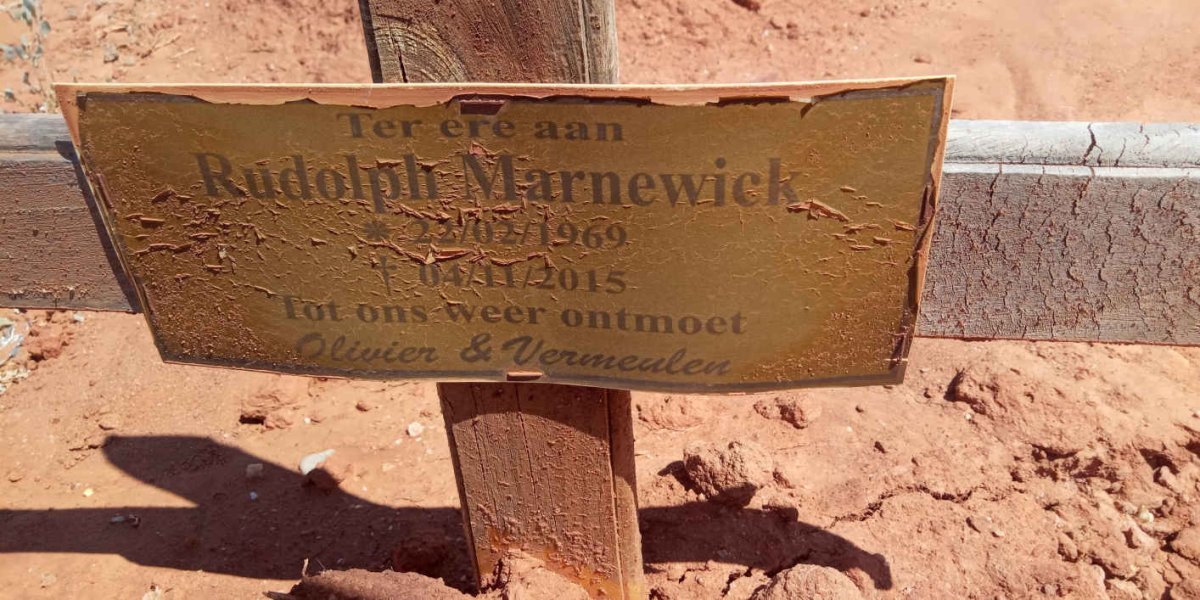 Ter ere aan
Rudolph Marnewick
* 22/02/1969
† 04/11/2015
Tot ons weer ontmoet
Olivier & Vermeulen